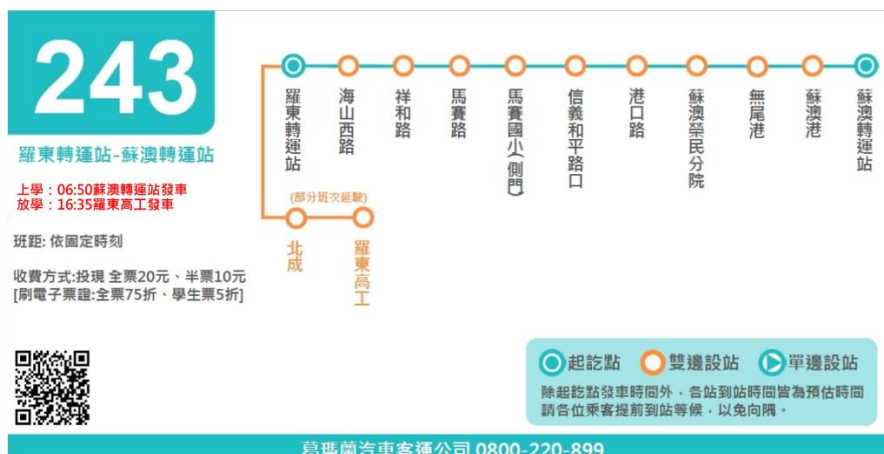 243
羅東轉運站-蘇澳轉運站
上學：06:50蘇澳轉運站發車
放學：16:35羅東高工發車
班距: 依固定時刻
收費方式:投現 全票20元、半票10元
[刷電子票證:全票75折、學生票5折]
羅東轉運站
海山西路
祥和路
馬賽路
馬賽國小(側門)
信義和平路口
港口路
蘇澳榮民分院
無尾港
蘇澳港
蘇澳轉運站
(部分班次延駛)
北成
羅東高工
起訖點 雙邊設站 單邊設站
除起訖點發車時間外，各站到站時間皆為預估時間
請各位乘客提前到站等候，以免向隅。
葛瑪蘭汽車客運公司 0800-220-899